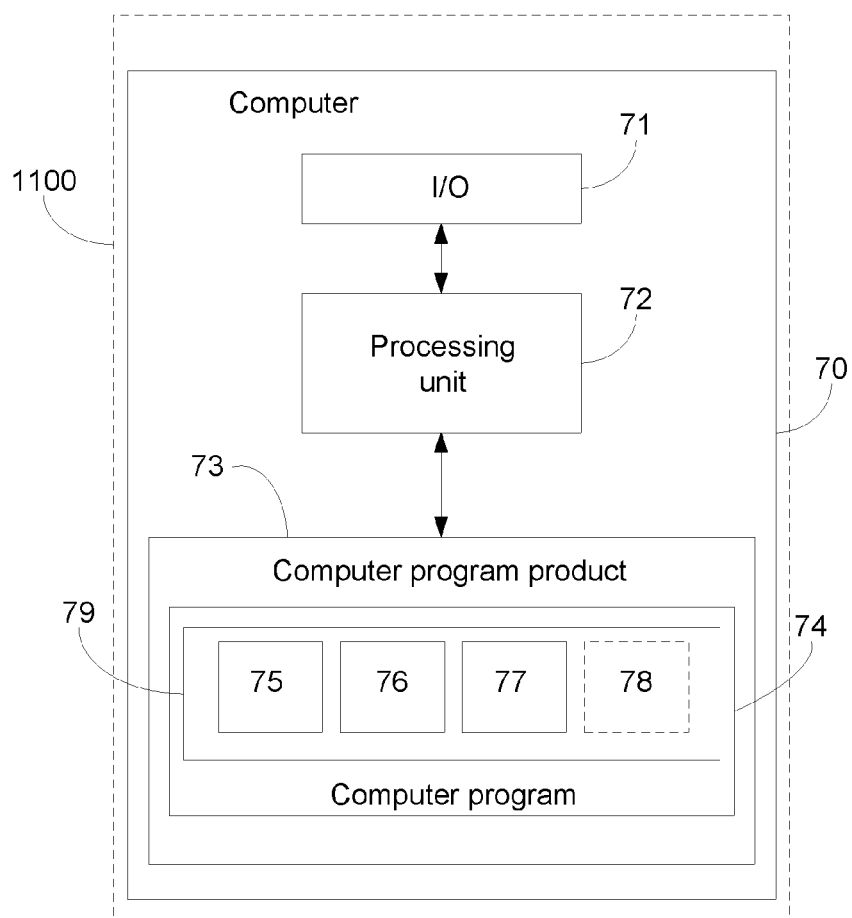 Computer
71
1100
I/O
72
Processing
unit
70
73
Computer program product
79
74
75 76 77 78
Computer program